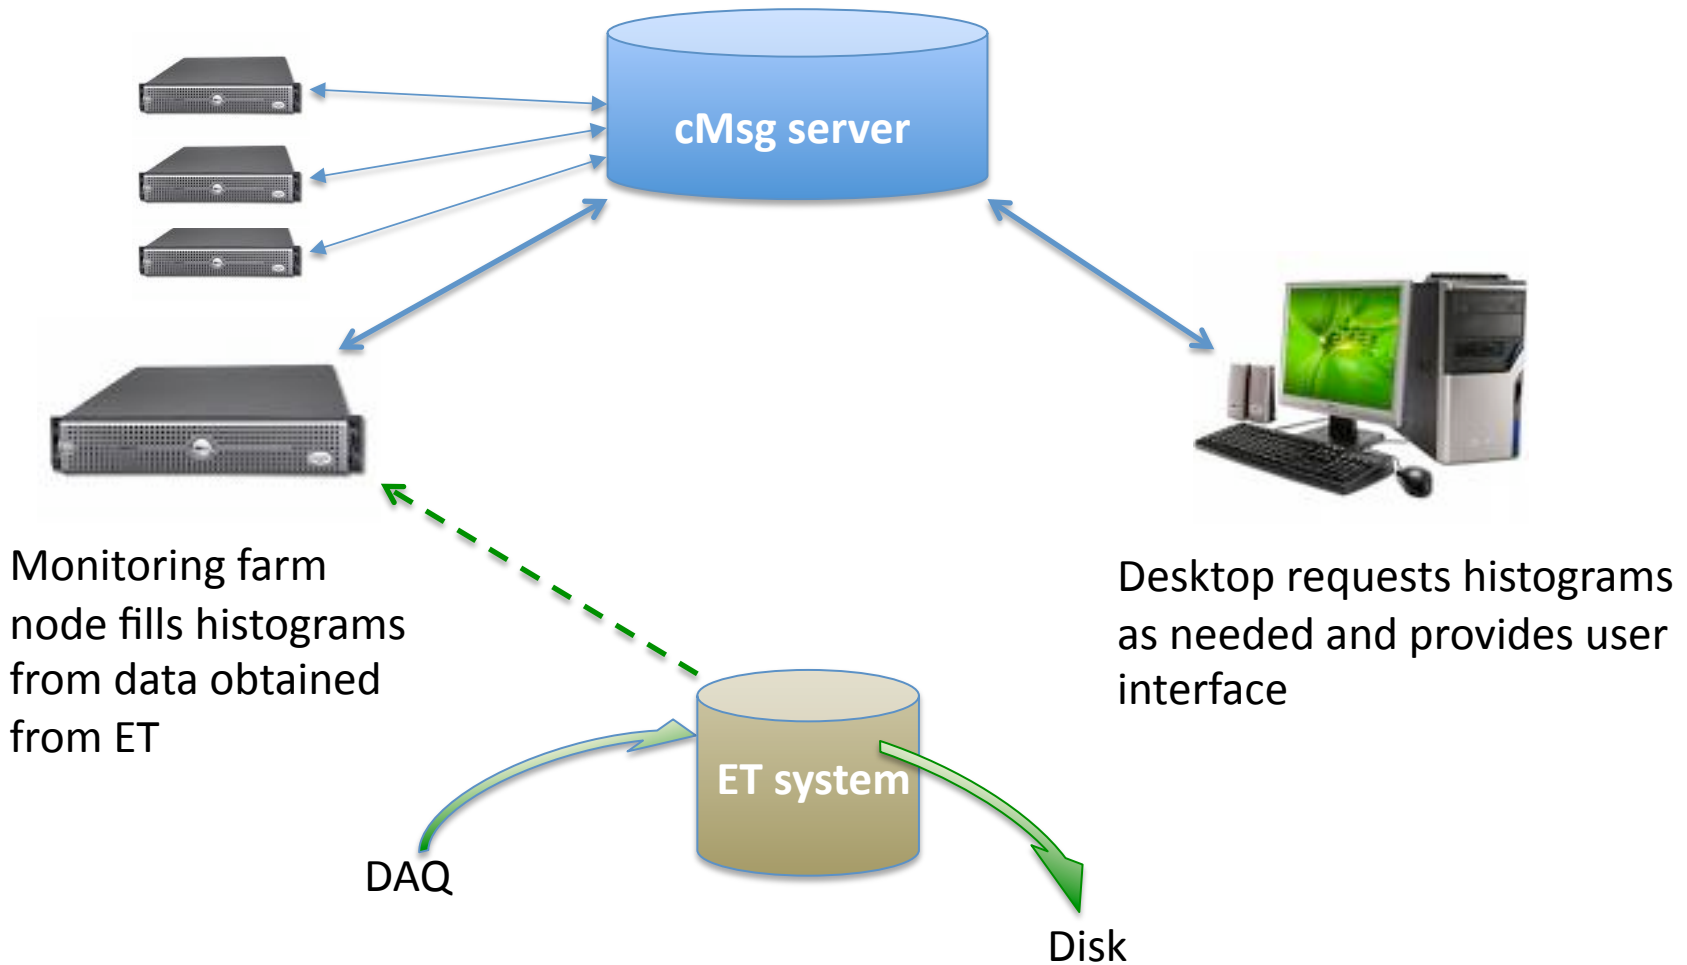 cMsg server
Monitoring farm
node fills histograms
from data obtained
from ET
Desktop requests histograms
as needed and provides user
interface
ET system
DAQ
Disk